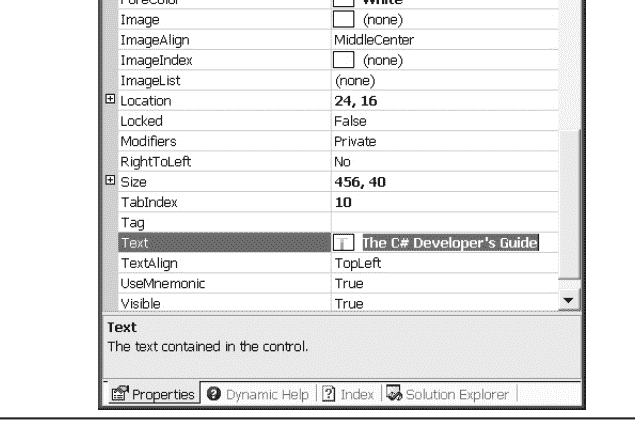 ForeColor White
Image (none)
ImageAlign MiddleCenter
ImageIndex (none)
ImageList (none)
Location 24, 16
Locked False
Modifiers Private
RightToLeft No
Size 456, 40
TabIndex 10
Tag
Text T The C# Developer's Guide
TextAlign TopLeft
UseMnemonic True
Visible True
Text
The text contained in the control.
Properties ? Dynamic Help ? Index Solution Explorer